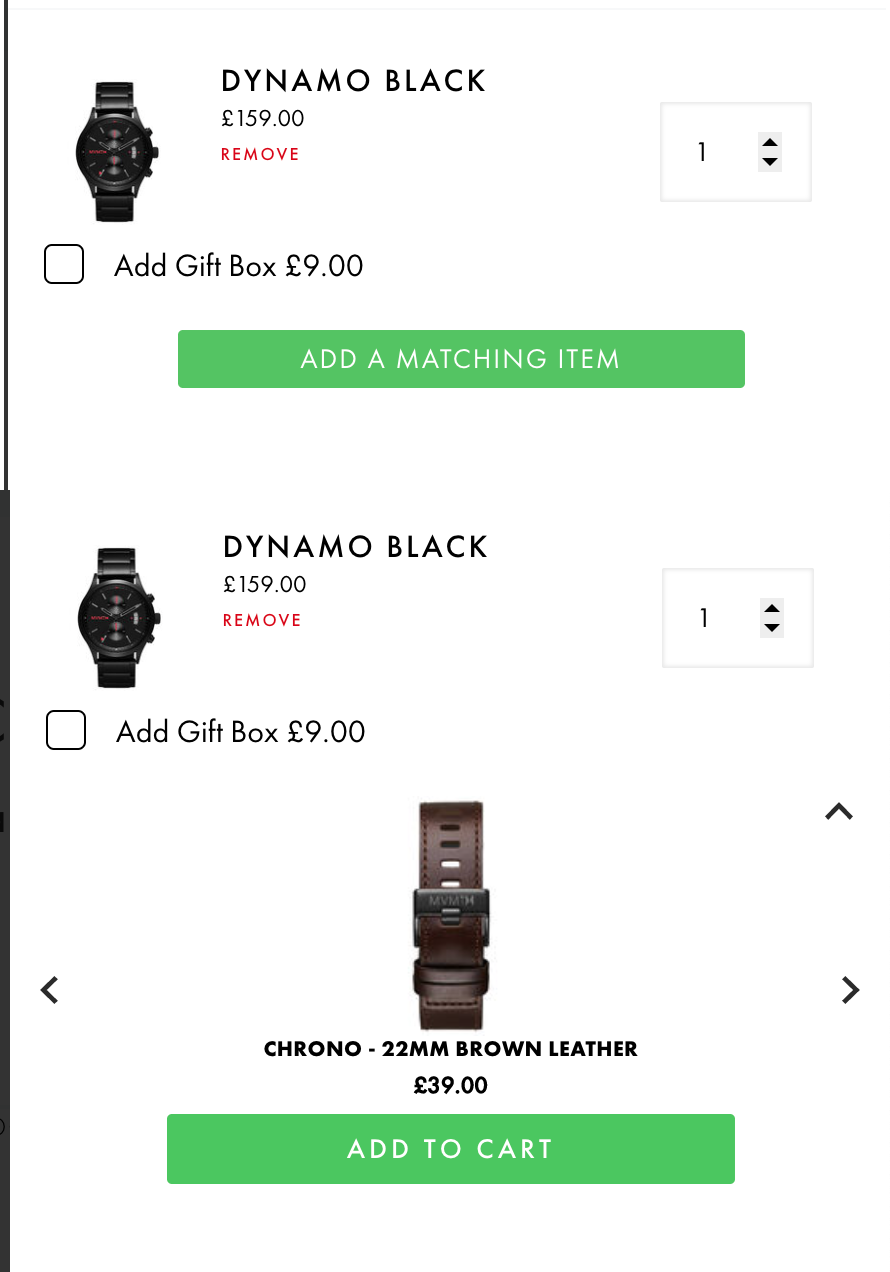 DYNAMO BLACK
£159.00
REMOVE
1
Add Gift Box £9.00
ADD A MATCHING ITEM
DYNAMO BLACK
£159.00
REMOVE
1
Add Gift Box £9.00
MVMTH
CHRONO - 22MM BROWN LEATHER
£39.00
ADD TO CART